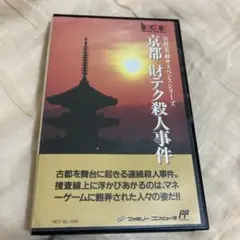 山村美紗サスペンスシリーズ
京都財テク殺人事件
古都を舞台に起きる連続殺人事件。
捜査線上に浮かびあがるのはマネ
ーゲームに翻弄された人々の姿だ!!
ファミリーコンピュータ